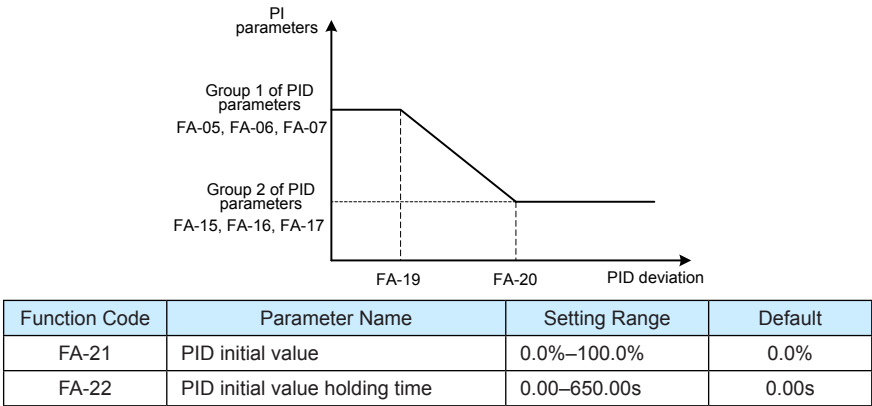 PI
parameters
Group 1 of PID
parameters
FA-05, FA-06, FA-07
Group 2 of PID
parameters
FA-15, FA-16, FA-17
FA-19 FA-20 PID deviation
Function Code Parameter Name Setting Range Default
FA-21 PID initial value 0.0%–100.0% 0.0%
FA-22 PID initial value holding time 0.00–650.00s 0.00s